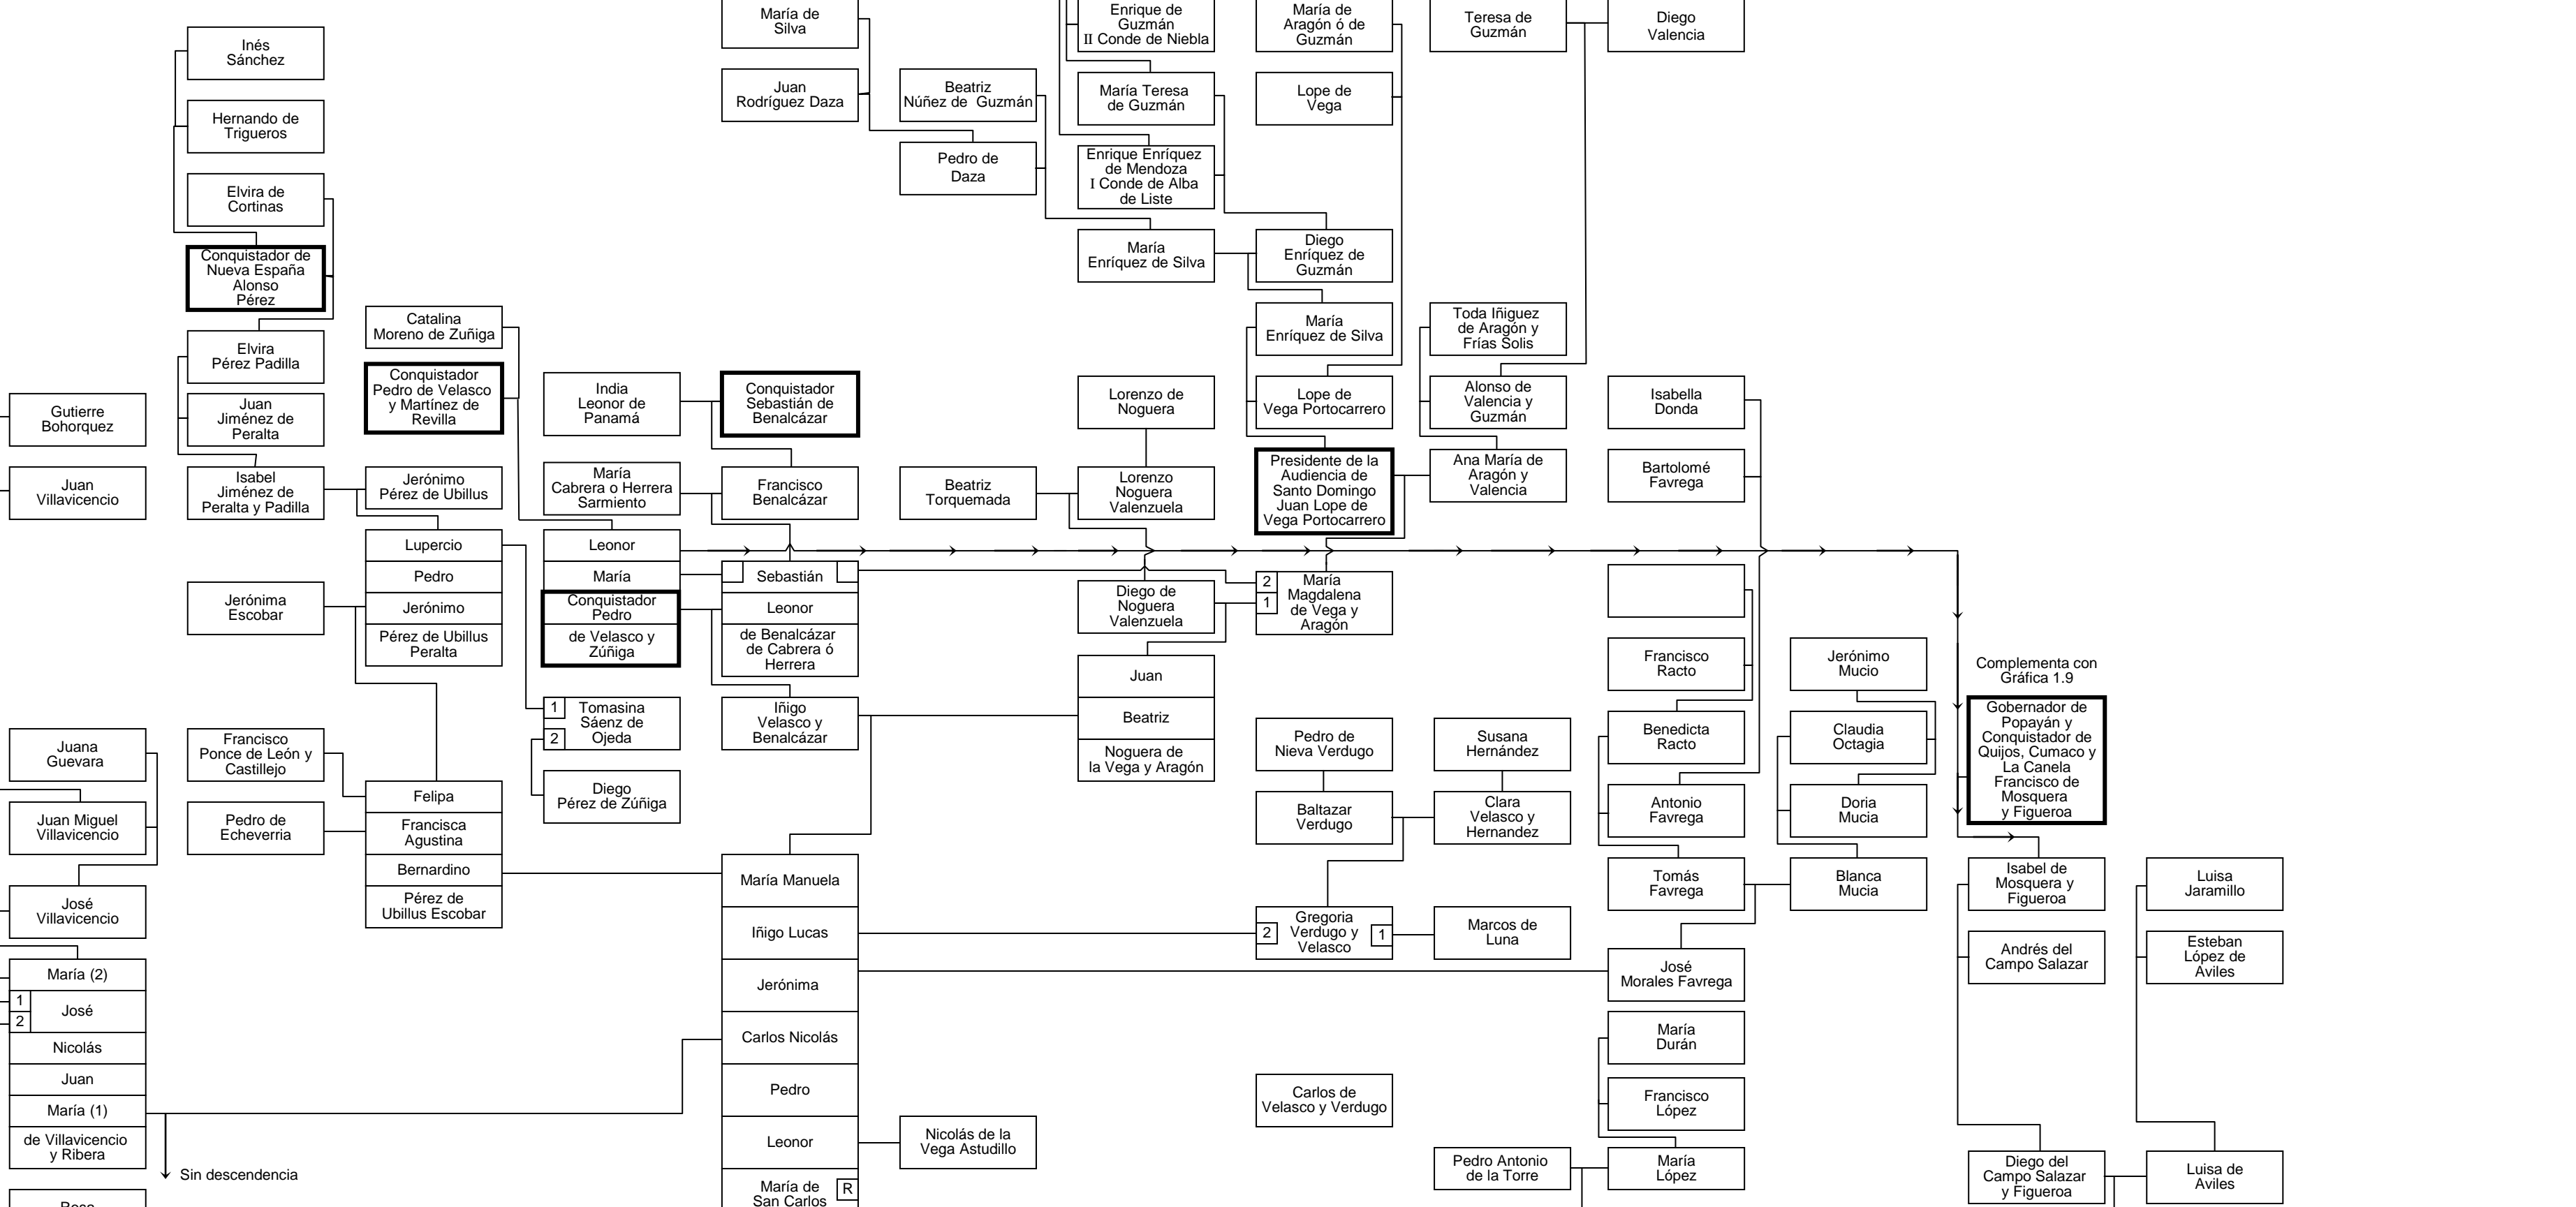 María de
Silva
Enrique de
Guzmán
II Conde de Niebla
María de
Aragón ó de
Guzmán
Teresa de
Guzmán
Diego
Valencia
Inés
Sánchez
Juan
Rodríguez Daza
Beatriz
Núñez de Guzmán
María Teresa
de Guzmán
Lope de
Vega
Hernando de
Trigueros
Pedro de
Daza
Enrique Enríquez
de Mendoza
I Conde de Alba
de Liste
Elvira de
Cortinas
María
Enríquez de Silva
Diego
Enríquez de
Guzmán
Conquistador de
Nueva España
Alonso
Pérez
Catalina
Moreno de Zuñiga
María
Enríquez de Silva
Toda Iñiguez
de Aragón y
Frías Solis
Elvira
Pérez Padilla
Conquistador
Pedro de Velasco
y Martínez de
Revilla
India
Leonor de
Panamá
Conquistador
Sebastián de
Benalcázar
Lorenzo de
Noguera
Lope de
Vega Portocarrero
Alonso de
Valencia y
Guzmán
Isabella
Donda
Gutierre
Bohorquez
Juan
Jiménez de
Peralta
Juan
Villavicencio
Isabel
Jiménez de
Peralta y Padilla
Jerónimo
Pérez de Ubillus
María
Cabrera o Herrera
Sarmiento
Francisco
Benalcázar
Beatriz
Torquemada
Lorenzo
Noguera
Valenzuela
Presidente de la
Audiencia de
Santo Domingo
Juan Lope de
Vega Portocarrero
Ana María de
Aragón y
Valencia
Bartolomé
Favrega
Lupercio
Pedro
Jerónimo
Pérez de Ubillus
Peralta
Leonor
María
Conquistador
Pedro
de Velasco y
Zúñiga
Sebastián
Leonor
de Benalcázar
de Cabrera ó
Herrera
Jerónima
Escobar
Diego de
Noguera
Valenzuela
2
1
María
Magdalena
de Vega y
Aragón
Juan
Beatriz
Noguera de
la Vega y Aragón
Francisco
Racto
Jerónimo
Mucio
Complementa con
Gráfica 1.9
1
2
Tomasina
Sáenz de
Ojeda
Iñigo
Velasco y
Benalcázar
Juana
Guevara
Francisco
Ponce de León y
Castillejo
Pedro de
Nieva Verdugo
Susana
Hernández
Benedicta
Racto
Claudia
Octagia
Gobernador de
Popayán y
Conquistador de
Quijos, Cumaco y
La Canela
Francisco de
Mosquera
y Figueroa
Diego
Pérez de Zúñiga
Juan Miguel
Villavicencio
Pedro de
Echeverria
Felipa
Francisca
Agustina
Bernardino
Pérez de
Ubillus Escobar
Baltazar
Verdugo
Clara
Velasco y
Hernandez
Antonio
Favrega
Doria
Mucia
José
Villavicencio
María Manuela
Iñigo Lucas
Jerónima
Carlos Nicolás
Pedro
Leonor
María de
San Carlos
R
2
Gregoria
Verdugo y
Velasco
1
Marcos de
Luna
Tomás
Favrega
Blanca
Mucia
Isabel de
Mosquera y
Figueroa
Luisa
Jaramillo
José
Morales Favrega
Andrés del
Campo Salazar
Esteban
López de
Aviles
María (2)
1
2
José
Nicolás
Juan
María (1)
de Villavicencio
y Ribera
Sin descendencia
María
Durán
Carlos de
Velasco y Verdugo
Francisco
López
Nicolás de la
Vega Astudillo
Pedro Antonio
de la Torre
María
López
Diego del
Campo Salazar
y Figueroa
Luisa de
Aviles